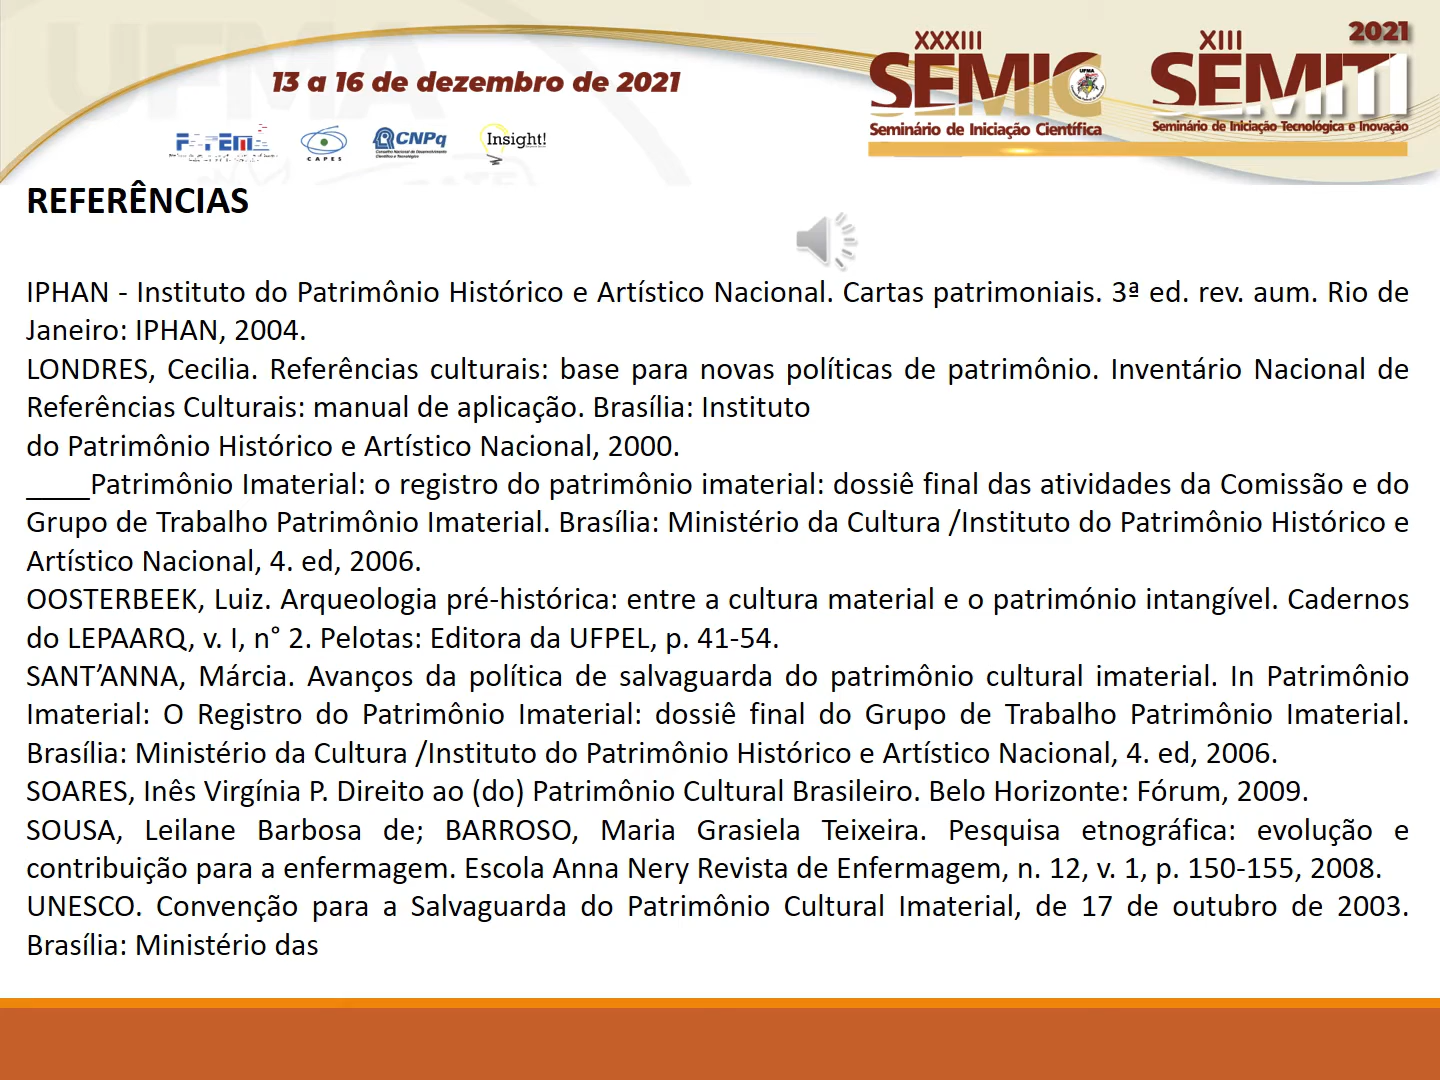 UFMA
13 a 16 de dezembro de 2021
FAPEMA
CAPES
CNPq
Conselho Nacional de Desenvolvimento
Científico e Tecnológico
Insight!
XXXIII
SEMIC
UFMA
Seminário de Iniciação Científica
2021
XIII
SEMITI
Seminário de Iniciação Tecnológica e Inovação
REFERÊNCIAS
IPHAN - Instituto do Patrimônio Histórico e Artístico Nacional. Cartas patrimoniais. 3ª ed. rev. aum. Rio de
Janeiro: IPHAN, 2004.
LONDRES, Cecilia. Referências culturais: base para novas políticas de patrimônio. Inventário Nacional de
Referências Culturais: manual de aplicação. Brasília: Instituto
do Patrimônio Histórico e Artístico Nacional, 2000.
____Patrimônio Imaterial: o registro do patrimônio imaterial: dossiê final das atividades da Comissão e do
Grupo de Trabalho Patrimônio Imaterial. Brasília: Ministério da Cultura /Instituto do Patrimônio Histórico e
Artístico Nacional, 4. ed, 2006.
OOSTERBEEK, Luiz. Arqueologia pré-histórica: entre a cultura material e o património intangível. Cadernos
do LEPAARQ, v. I, n° 2. Pelotas: Editora da UFPEL, p. 41-54.
SANT’ANNA, Márcia. Avanços da política de salvaguarda do patrimônio cultural imaterial. In Patrimônio
Imaterial: O Registro do Patrimônio Imaterial: dossiê final do Grupo de Trabalho Patrimônio Imaterial.
Brasília: Ministério da Cultura /Instituto do Patrimônio Histórico e Artístico Nacional, 4. ed, 2006.
SOARES, Inês Virgínia P. Direito ao (do) Patrimônio Cultural Brasileiro. Belo Horizonte: Fórum, 2009.
SOUSA, Leilane Barbosa de; BARROSO, Maria Grasiela Teixeira. Pesquisa etnográfica: evolução e
contribuição para a enfermagem. Escola Anna Nery Revista de Enfermagem, n. 12, v. 1, p. 150-155, 2008.
UNESCO. Convenção para a Salvaguarda do Patrimônio Cultural Imaterial, de 17 de outubro de 2003.
Brasília: Ministério das